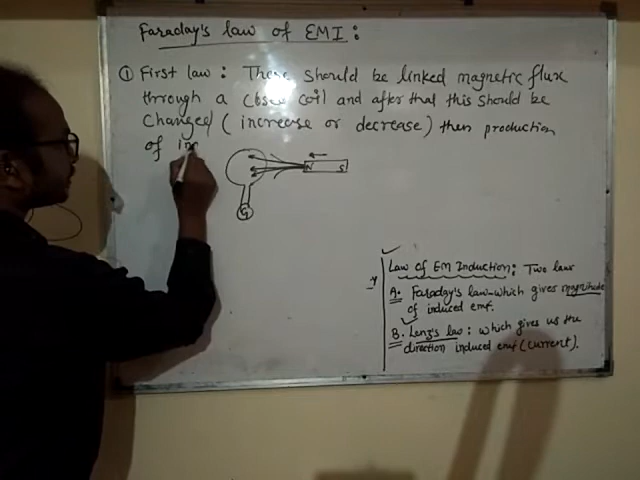 Faraday's law of EMI :
① First law : There should be linked magnetic flux
through a closed coil and after that this should be
changed (increase or decrease) then production
of in
N S
G
Law of EM Induction : Two law
A. Faraday's law - which gives magnitude
of induced emf.
B. Lenz's law : which gives us the
direction induced emf (current).